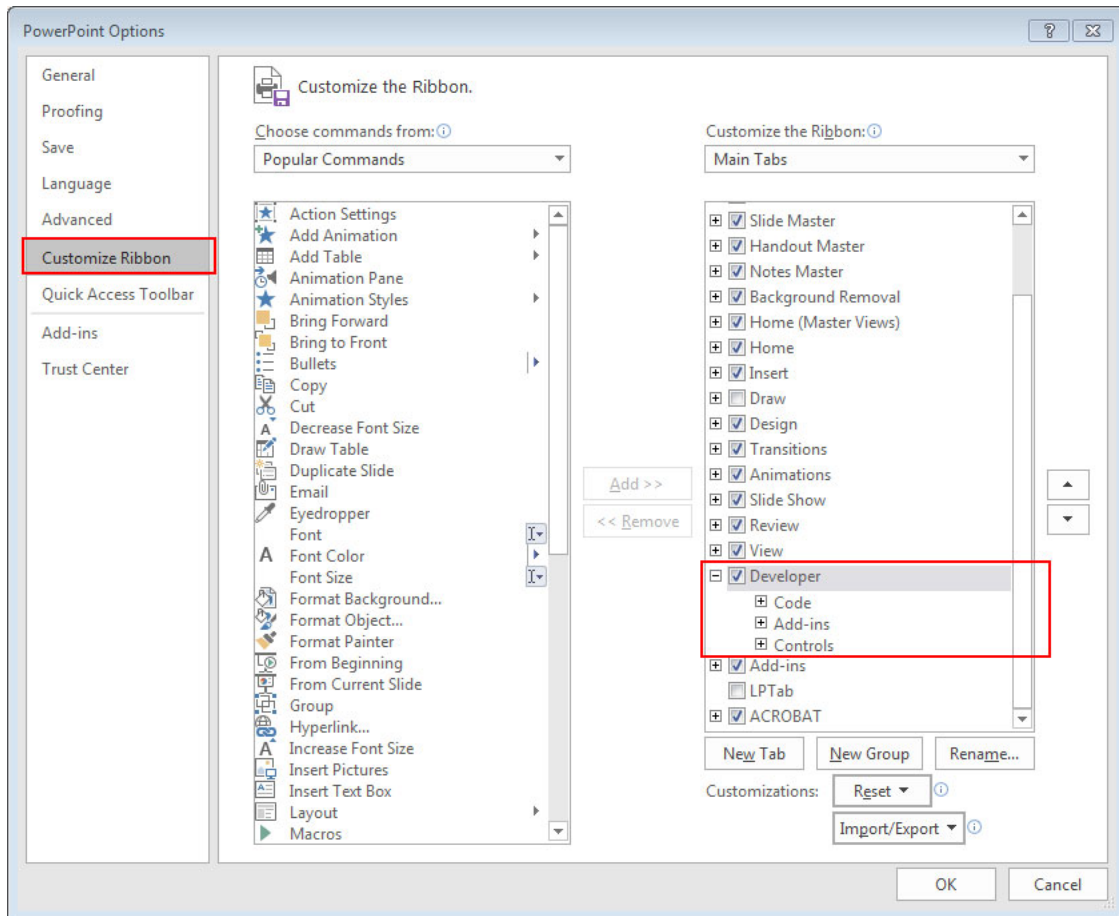 PowerPoint Options
General
Proofing
Save
Language
Advanced
Customize Ribbon
Quick Access Toolbar
Add-ins
Trust Center
Customize the Ribbon.
Choose commands from:
Popular Commands
Action Settings
Add Animation
Add Table
Animation Pane
Animation Styles
Bring Forward
Bring to Front
Bullets
Copy
Cut
Decrease Font Size
Draw Table
Duplicate Slide
Email
Eyedropper
Font
Font Color
Font Size
Format Background...
Format Object...
Format Painter
From Beginning
From Current Slide
Group
Hyperlink...
Increase Font Size
Insert Pictures
Insert Text Box
Layout
Macros
Add >>
<< Remove
Customize the Ribbon:
Main Tabs
Slide Master
Handout Master
Notes Master
Background Removal
Home (Master Views)
Home
Insert
Draw
Design
Transitions
Animations
Slide Show
Review
View
Developer
Code
Add-ins
Controls
Add-ins
LPTab
ACROBAT
New Tab
New Group
Rename...
Customizations:
Reset
Import/Export
OK
Cancel